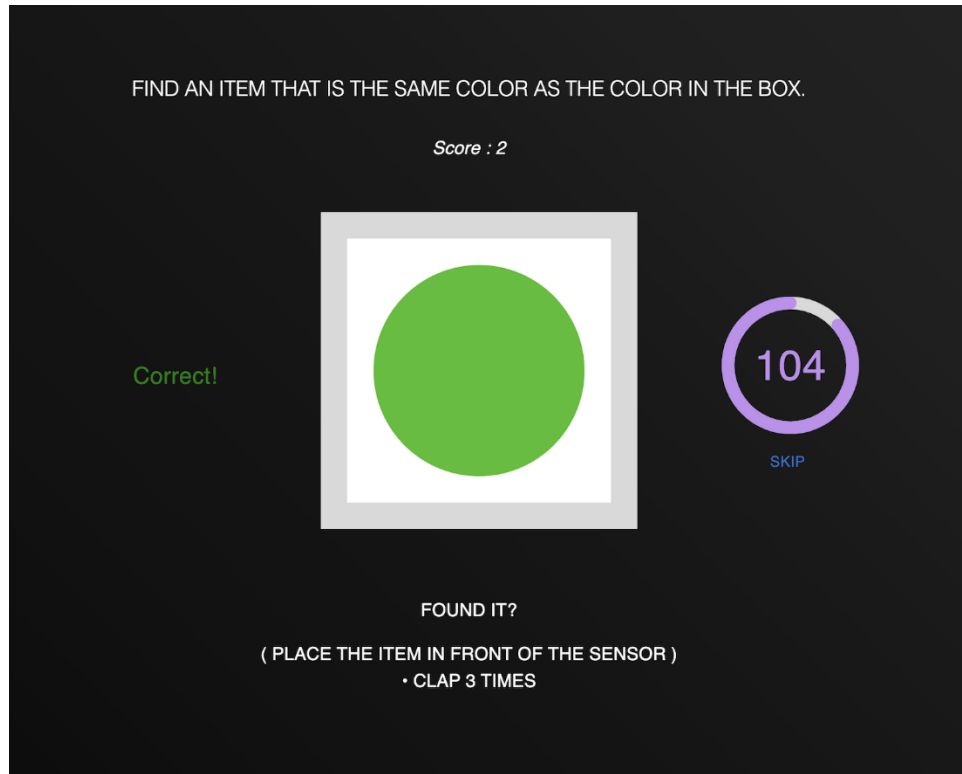 FIND AN ITEM THAT IS THE SAME COLOR AS THE COLOR IN THE BOX.
Score : 2
Correct!
104
SKIP
FOUND IT?
( PLACE THE ITEM IN FRONT OF THE SENSOR )
• CLAP 3 TIMES